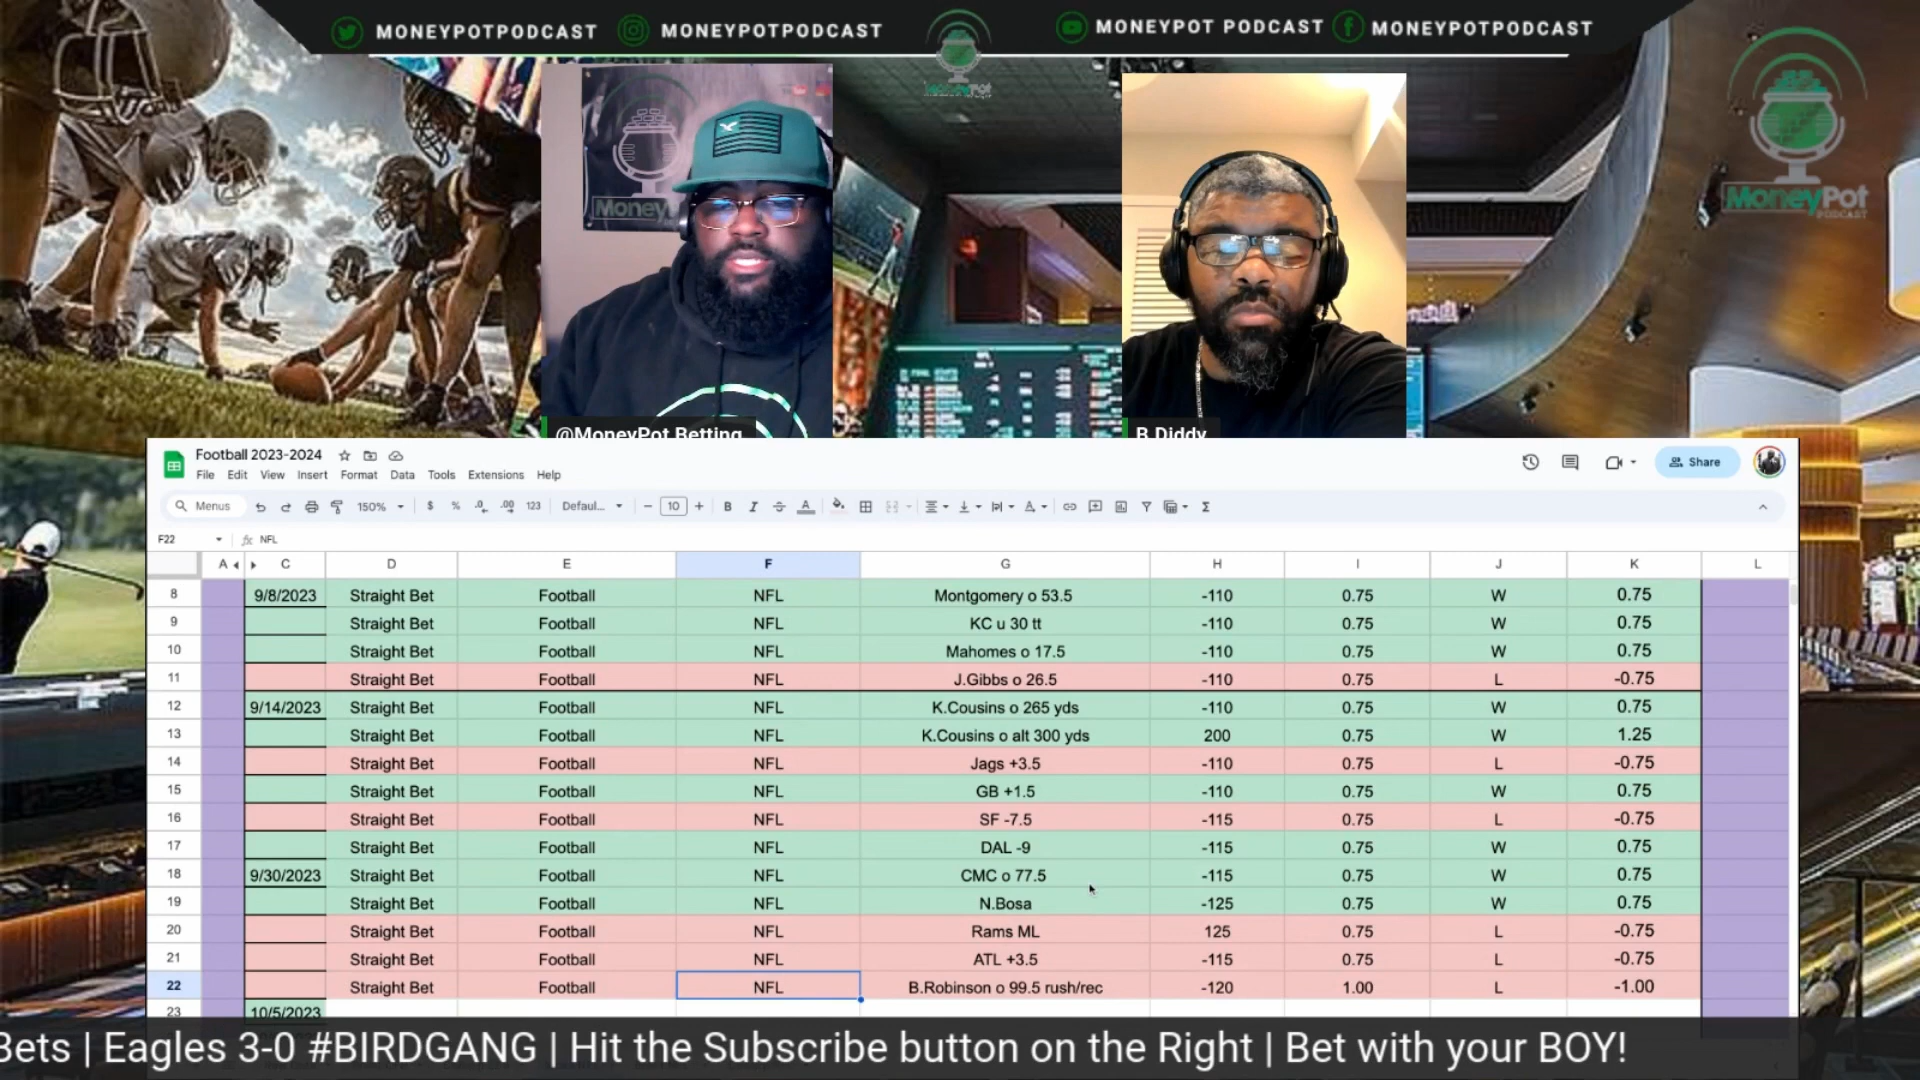 MONEYPOTPODCAST
MONEYPOTPODCAST
MONEYPOT PODCAST
MONEYPOTPODCAST
MoneyPot
MoneyPot
PODCAST
Money
@MoneyPot Betting
B Diddy
Football 2023-2024
Share
File Edit View Insert Format Data Tools Extensions Help
Menus 150% $ % .0 .00 123 Defaul... - 10 + B I A Σ
F22 fx NFL
A C D E F G H I J K L
8 9/8/2023 Straight Bet Football NFL Montgomery o 53.5 -110 0.75 W 0.75
9 Straight Bet Football NFL KC u 30 tt -110 0.75 W 0.75
10 Straight Bet Football NFL Mahomes o 17.5 -110 0.75 W 0.75
11 Straight Bet Football NFL J.Gibbs o 26.5 -110 0.75 L -0.75
12 9/14/2023 Straight Bet Football NFL K.Cousins o 265 yds -110 0.75 W 0.75
13 Straight Bet Football NFL K.Cousins o alt 300 yds 200 0.75 W 1.25
14 Straight Bet Football NFL Jags +3.5 -110 0.75 L -0.75
15 Straight Bet Football NFL GB +1.5 -110 0.75 W 0.75
16 Straight Bet Football NFL SF -7.5 -115 0.75 L -0.75
17 Straight Bet Football NFL DAL -9 -115 0.75 W 0.75
18 9/30/2023 Straight Bet Football NFL CMC o 77.5 -115 0.75 W 0.75
19 Straight Bet Football NFL N.Bosa -125 0.75 W 0.75
20 Straight Bet Football NFL Rams ML 125 0.75 L -0.75
21 Straight Bet Football NFL ATL +3.5 -115 0.75 L -0.75
22 Straight Bet Football NFL B.Robinson o 99.5 rush/rec -120 1.00 L -1.00
23 10/5/2023
Bets | Eagles 3-0 #BIRDGANG | Hit the Subscribe button on the Right | Bet with your BOY!